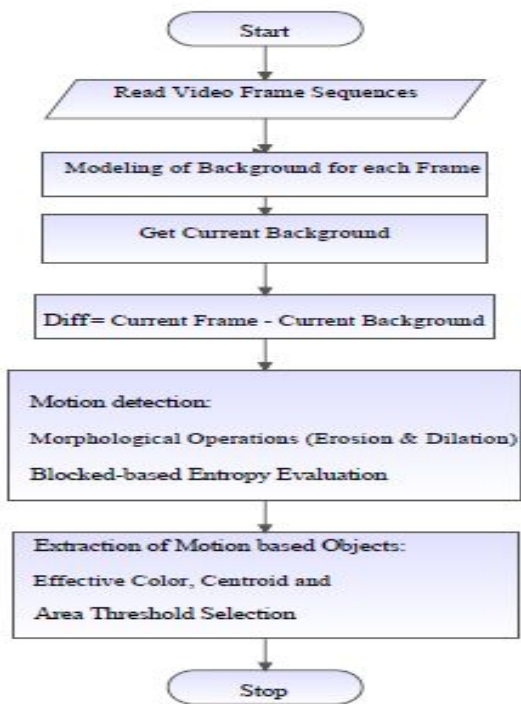 Start
Read Video Frame Sequences
Modeling of Background for each Frame
Get Current Background
Diff= Current Frame - Current Background
Motion detection:
Morphological Operations (Erosion & Dilation)
Blocked-based Entropy Evaluation
Extraction of Motion based Objects:
Effective Color, Centroid and
Area Threshold Selection
Stop